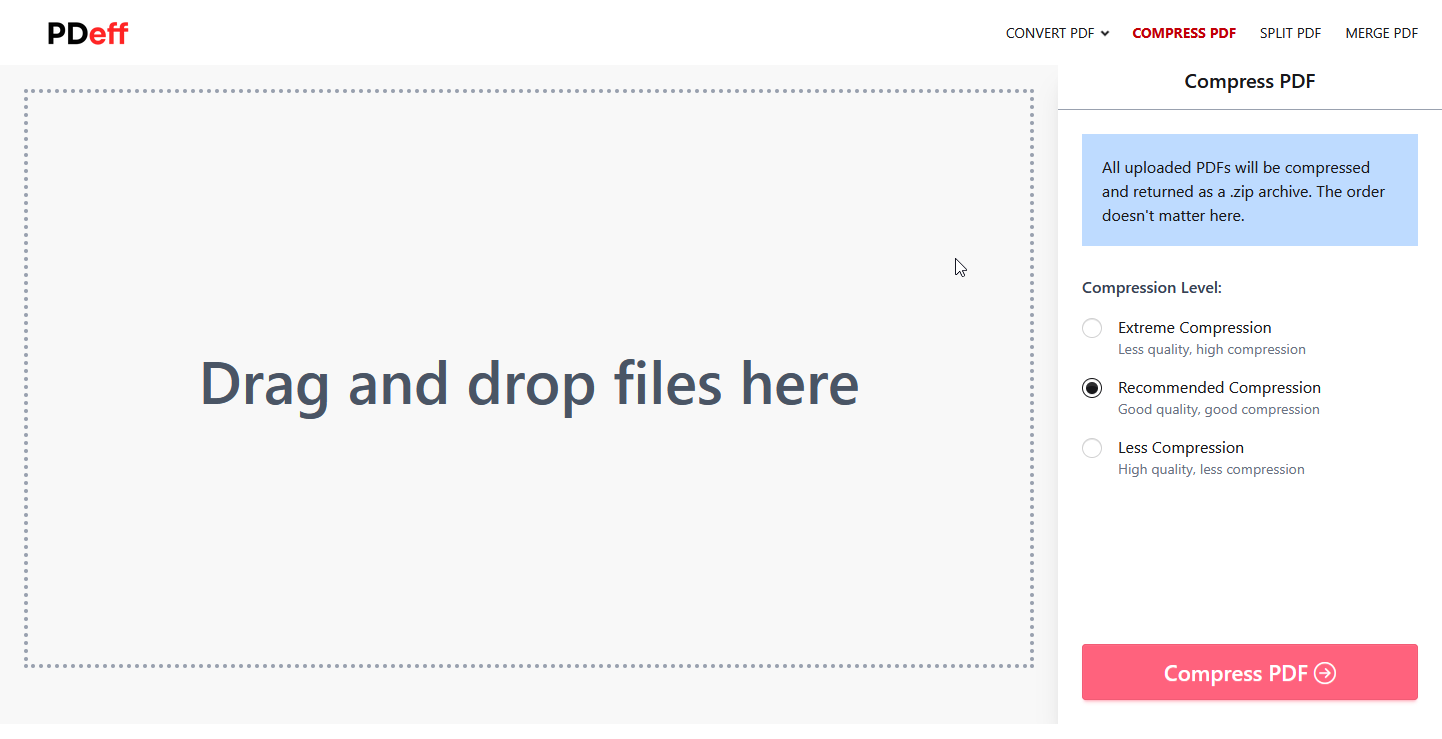 PDeff
CONVERT PDF
COMPRESS PDF
SPLIT PDF
MERGE PDF
Drag and drop files here
Compress PDF
All uploaded PDFs will be compressed
and returned as a .zip archive. The order
doesn't matter here.
Compression Level:
Extreme Compression
Less quality, high compression
Recommended Compression
Good quality, good compression
Less Compression
High quality, less compression
Compress PDF